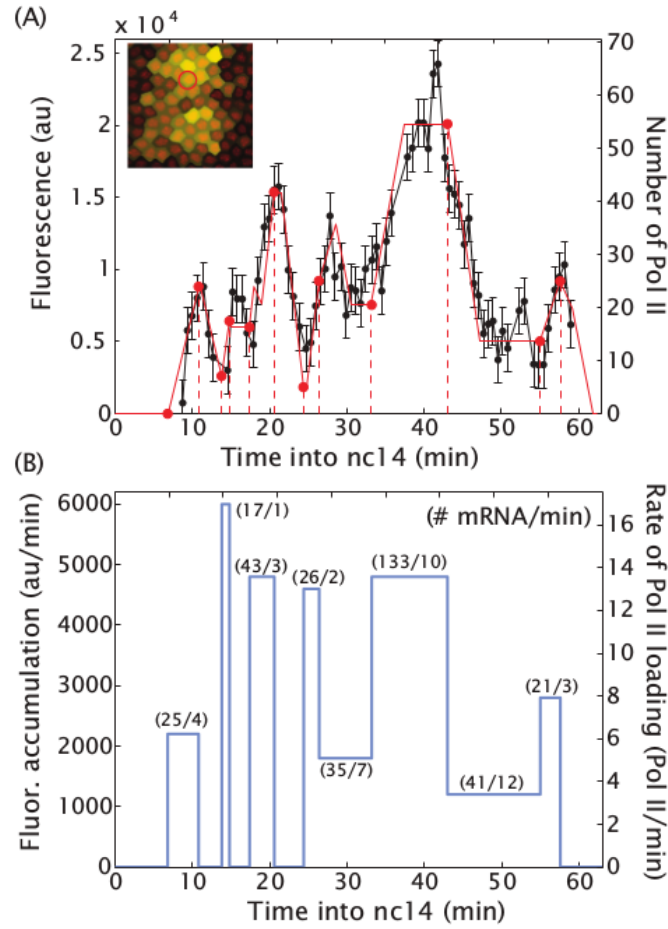 (A)
x 10⁴
2.5
2
1.5
1
0.5
0
Fluorescence (au)
70
60
50
40
30
20
10
0
Number of Pol II
0 10 20 30 40 50 60
Time into nc14 (min)
(B)
6000
5000
4000
3000
2000
1000
0
Fluor. accumulation (au/min)
(# mRNA/min)
(17/1)
(43/3)
(26/2)
(133/10)
(25/4)
(35/7)
(41/12)
(21/3)
16
14
12
10
8
6
4
2
0
Rate of Pol II
loading (Pol II/min)
0 10 20 30 40 50 60
Time into nc14 (min)